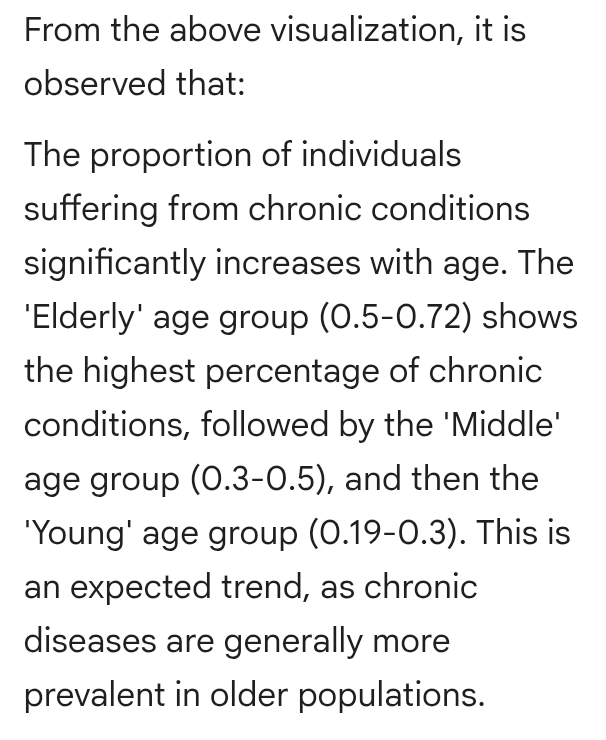 From the above visualization, it is
observed that:
The proportion of individuals
suffering from chronic conditions
significantly increases with age. The
'Elderly' age group (0.5-0.72) shows
the highest percentage of chronic
conditions, followed by the 'Middle'
age group (0.3-0.5), and then the
'Young' age group (0.19-0.3). This is
an expected trend, as chronic
diseases are generally more
prevalent in older populations.